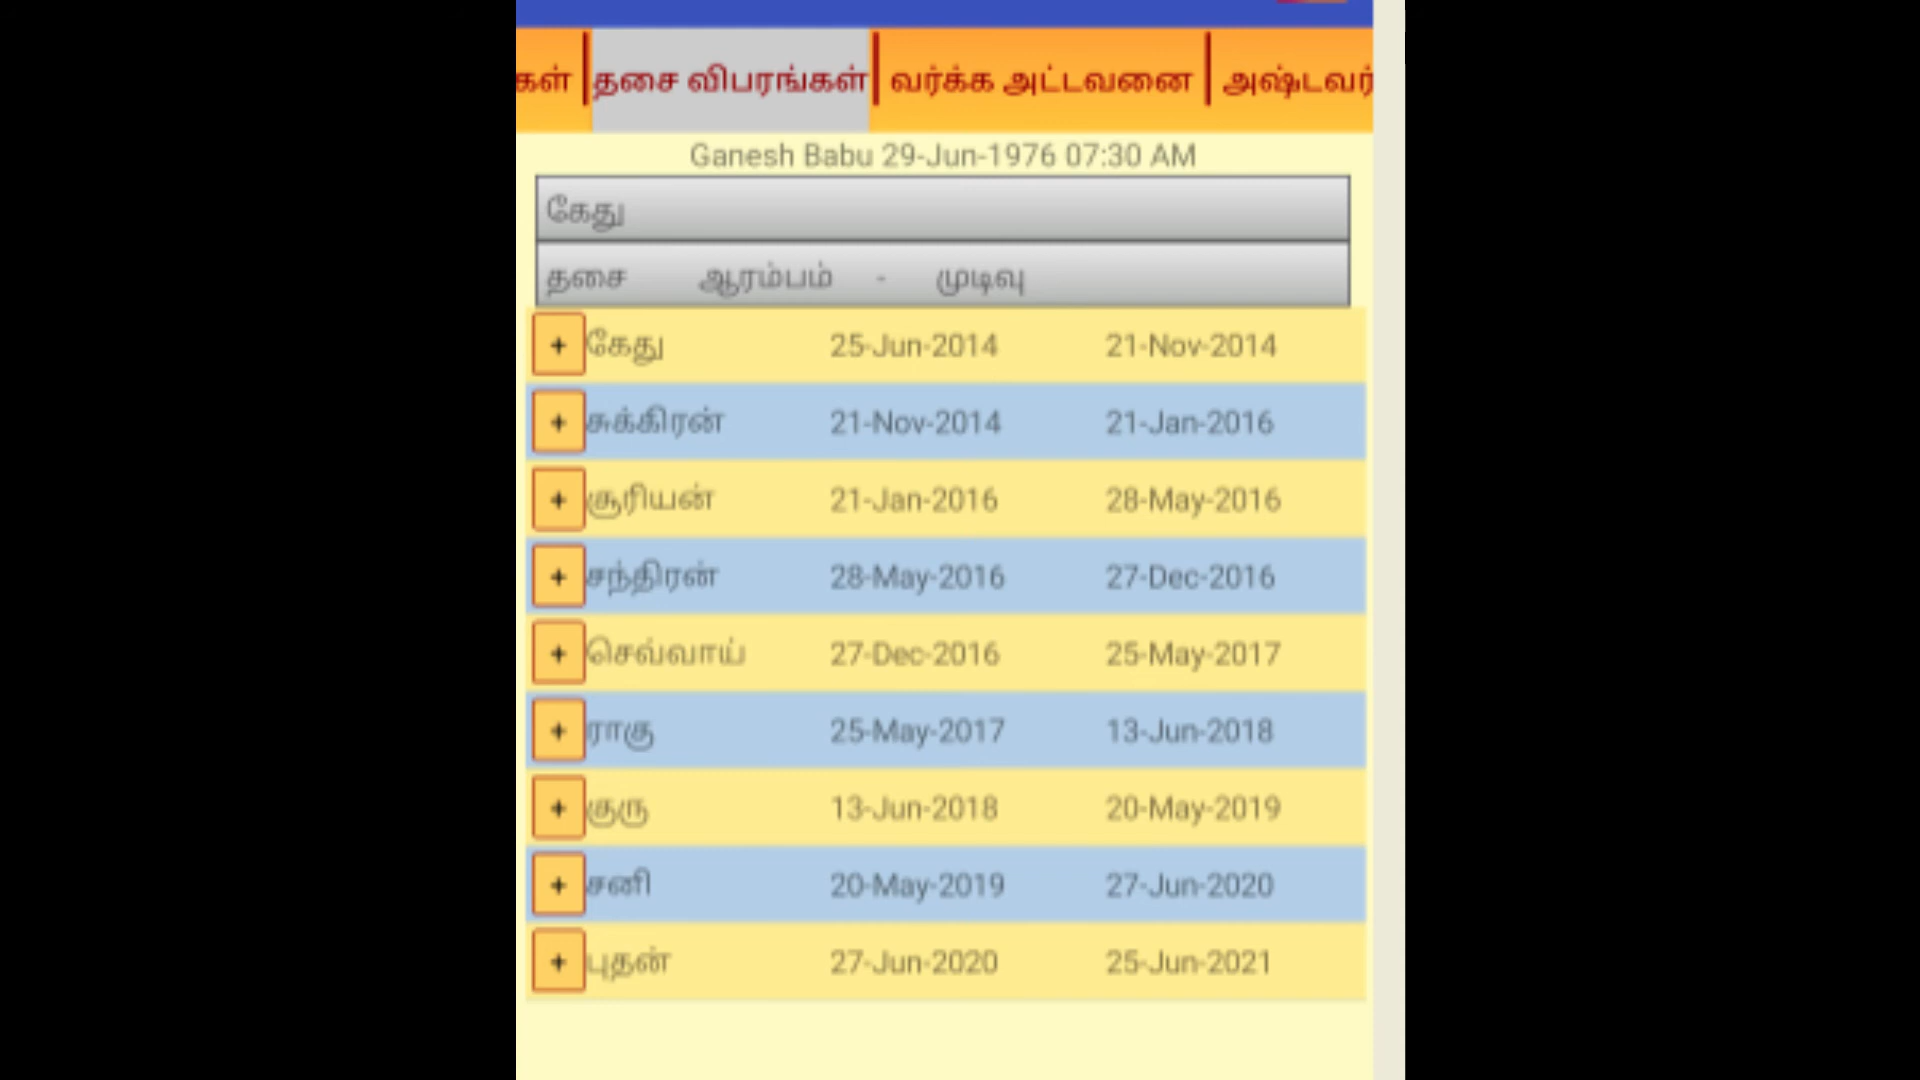 கள் தசை விபரங்கள் வர்க்க அட்டவனை அஷ்டவர்
Ganesh Babu 29-Jun-1976 07:30 AM
கேது
தசை ஆரம்பம் - முடிவு
+ கேது 25-Jun-2014 21-Nov-2014
+ சுக்கிரன் 21-Nov-2014 21-Jan-2016
+ சூரியன் 21-Jan-2016 28-May-2016
+ சந்திரன் 28-May-2016 27-Dec-2016
+ செவ்வாய் 27-Dec-2016 25-May-2017
+ ராகு 25-May-2017 13-Jun-2018
+ குரு 13-Jun-2018 20-May-2019
+ சனி 20-May-2019 27-Jun-2020
+ புதன் 27-Jun-2020 25-Jun-2021